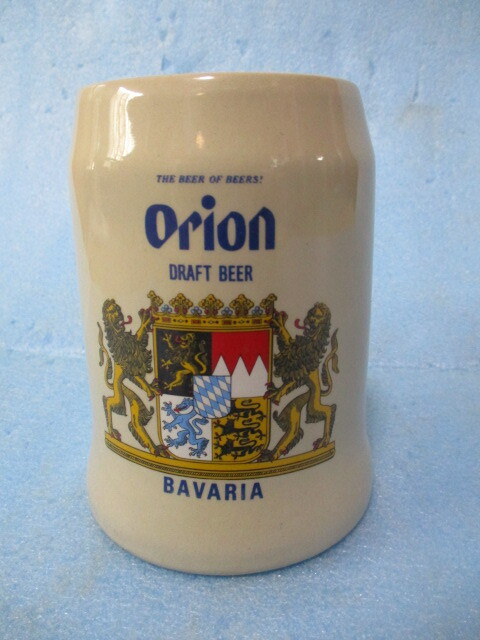 THE BEER OF BEERS!
Orion
DRAFT BEER
BAVARIA